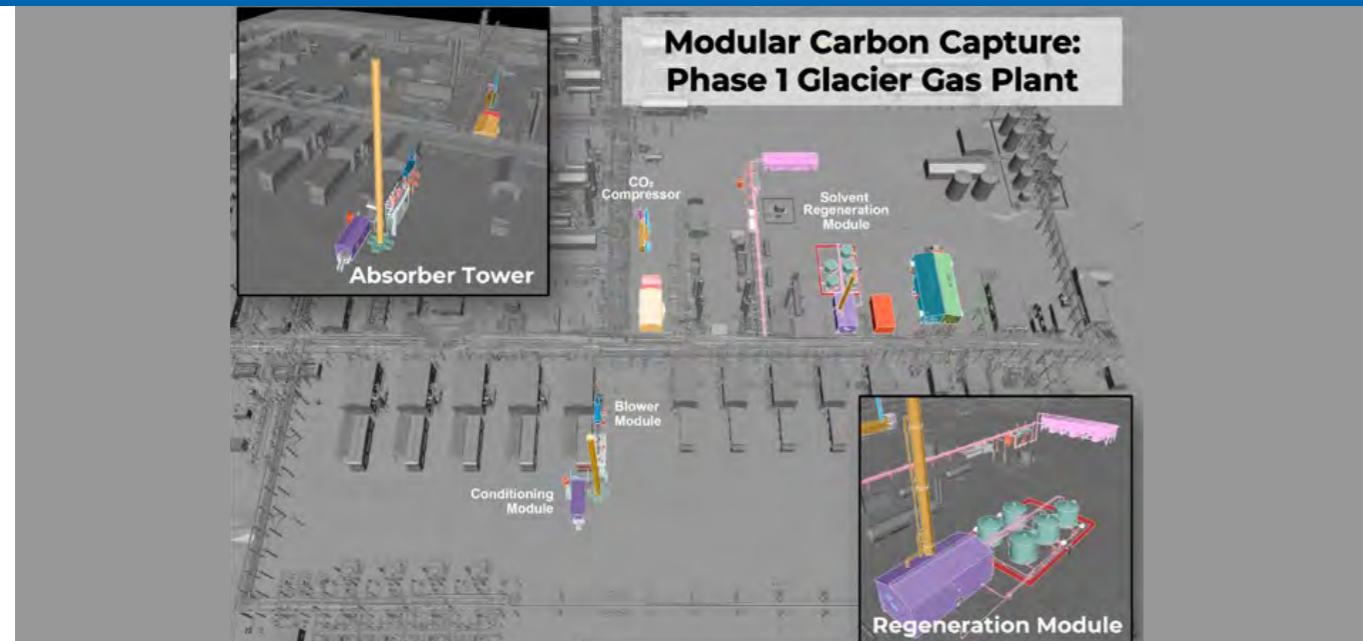 Modular Carbon Capture:
Phase 1 Glacier Gas Plant
Absorber Tower
CO₂
Compressor
Solvent
Regeneration
Module
Blower
Module
Conditioning
Module
Regeneration Module